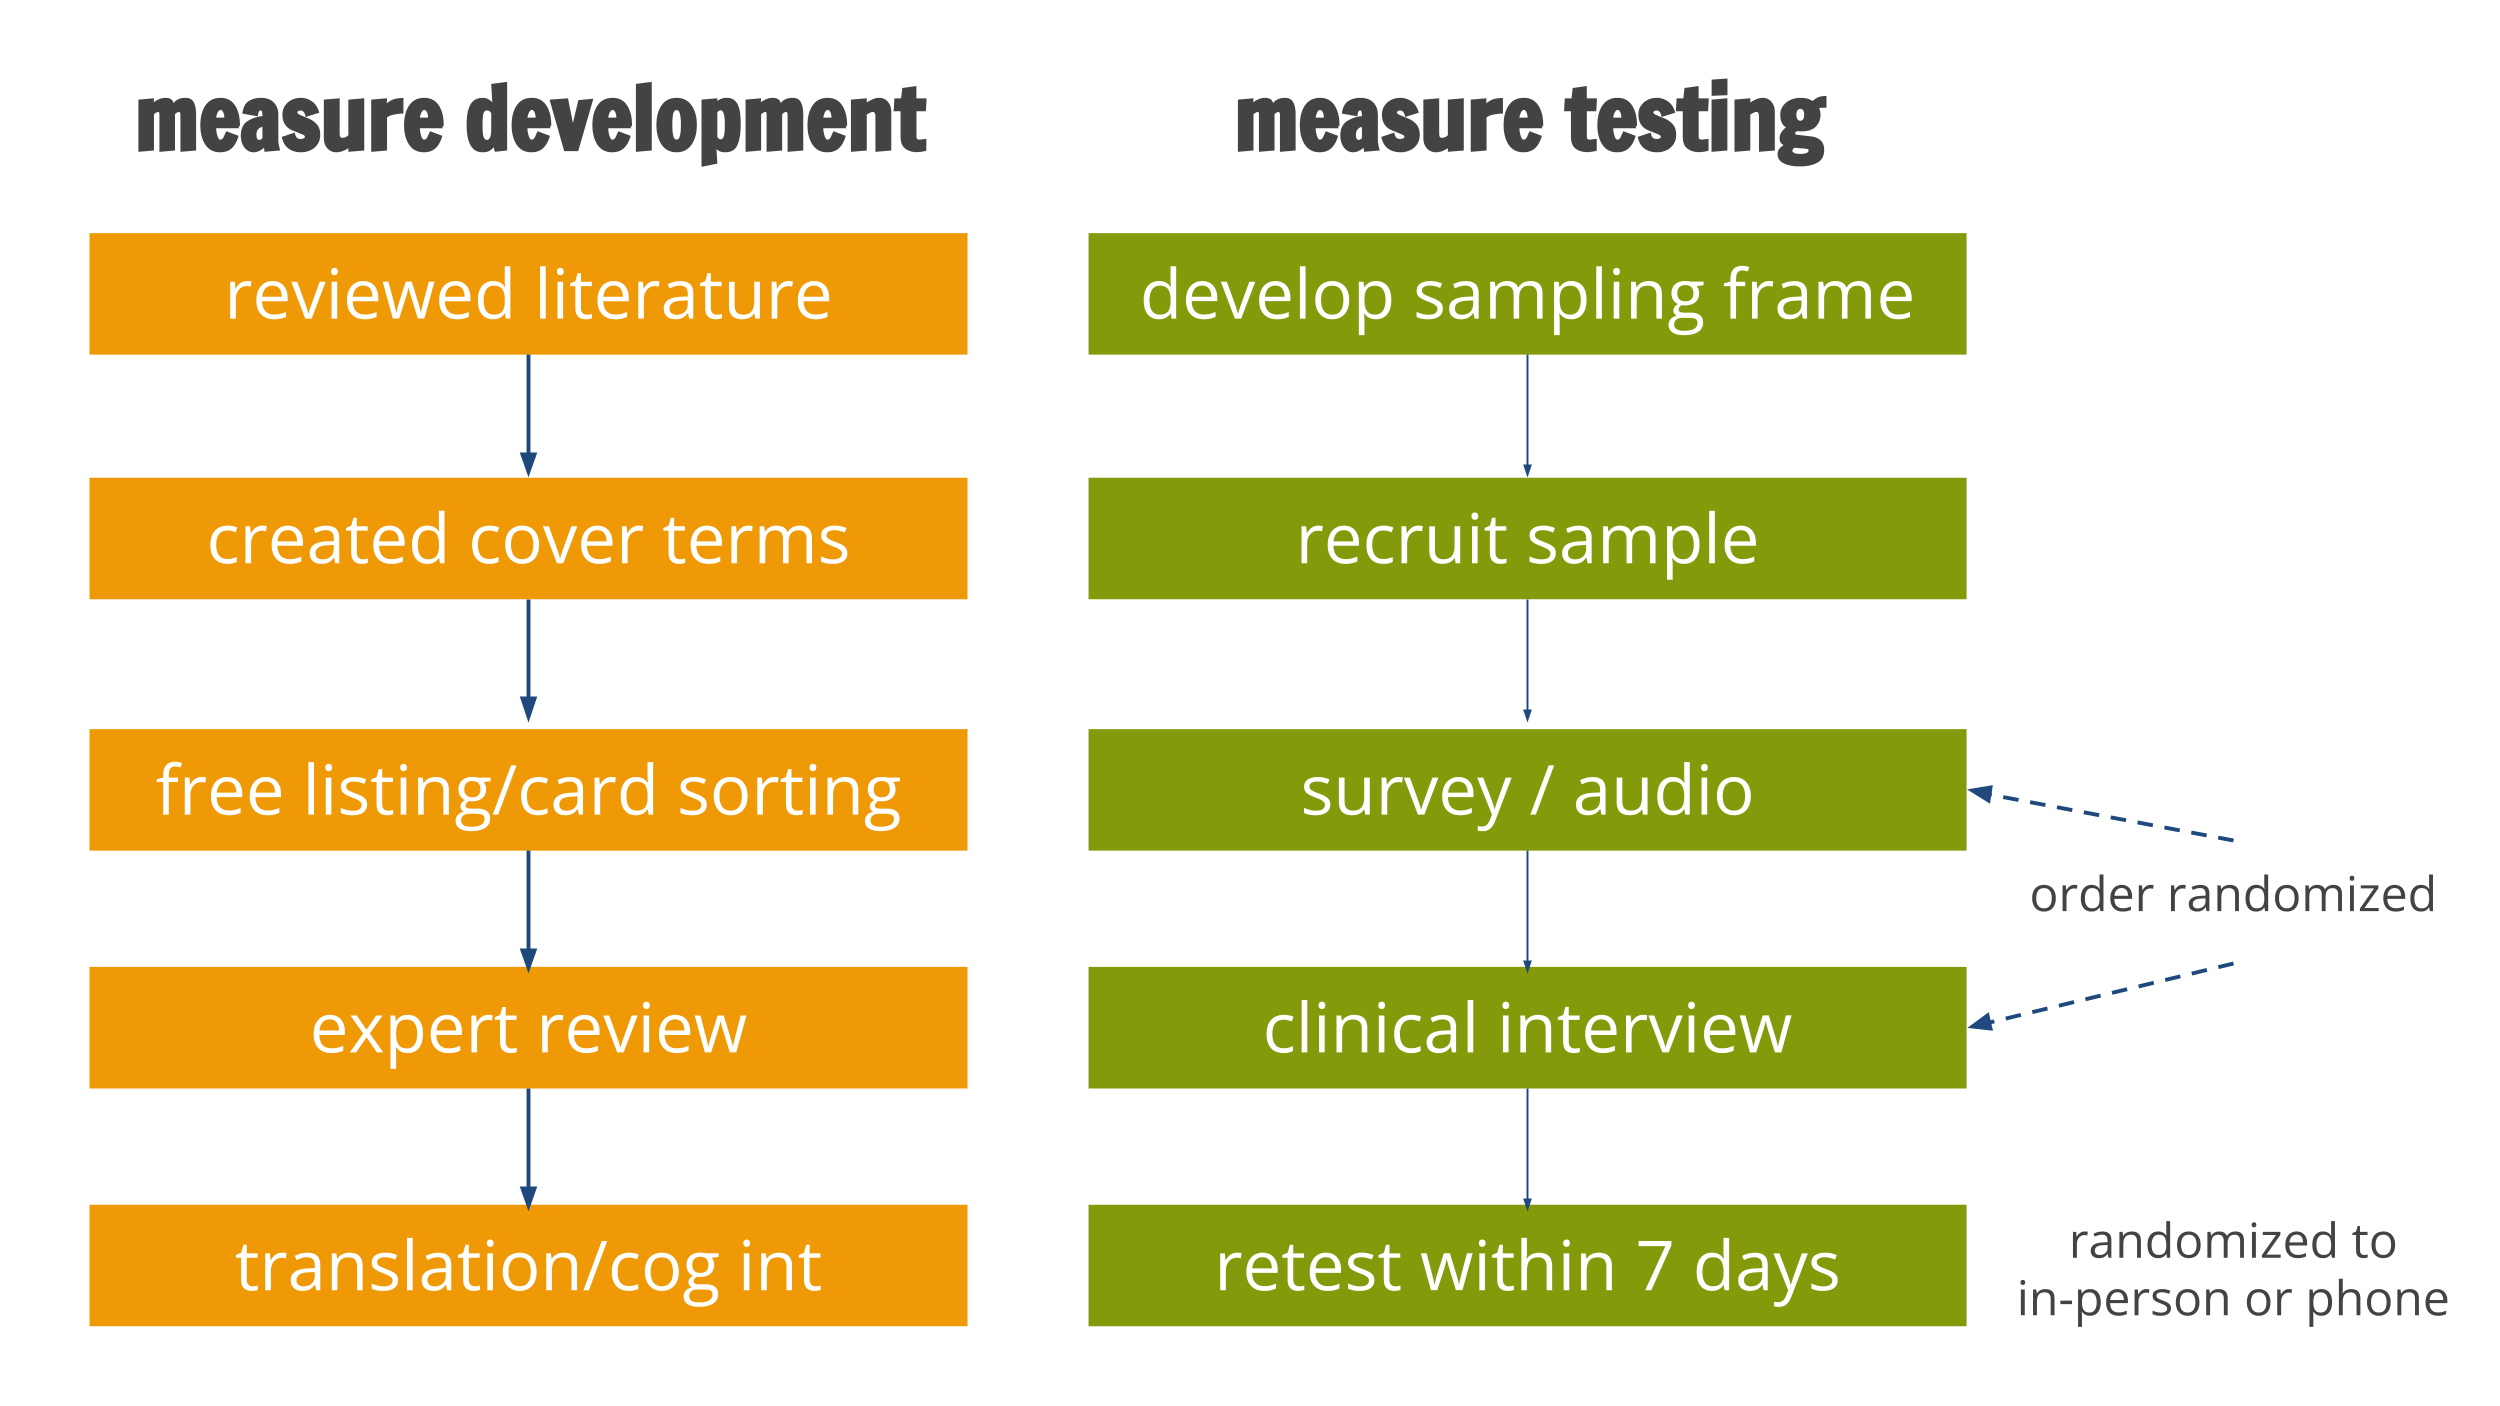 measure development
reviewed literature
created covert terms
free listing/card sorting
expert review
translation/cog int
measure testing
develop sampling frame
recruit sample
survey / audio
clinical interview
retest within 7 days
order randomized
randomized to
in-person or phone